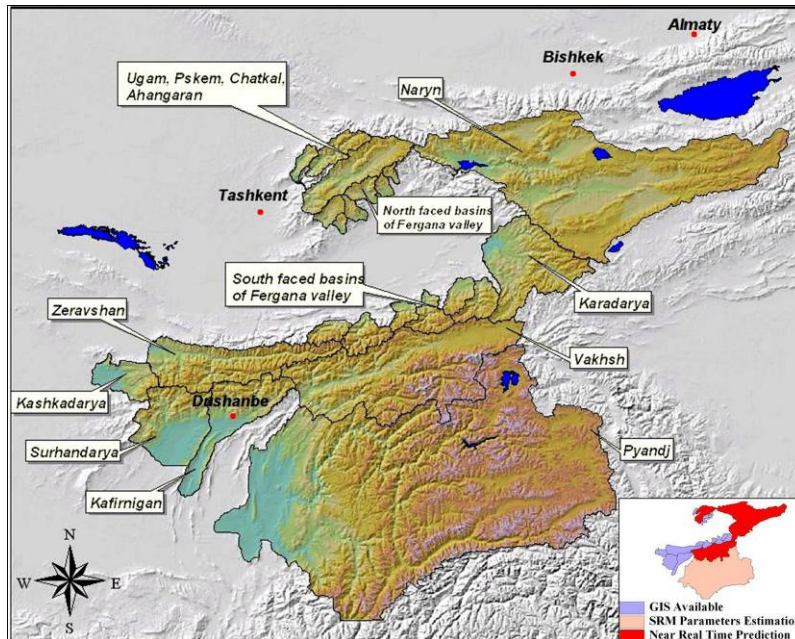 Almaty
Bishkek
Ugam, Pskem, Chatkal,
Ahangaran
Naryn
Tashkent
North faced basins
of Fergana valley
South faced basins
of Fergana valley
Karadarya
Zeravshan
Vakhsh
Kashkadarya
Dushanbe
Surhandarya
Pyandj
Kafirnigan
N
W
E
S
GIS Available
SRM Parameters Estimation
Near Real Time Prediction